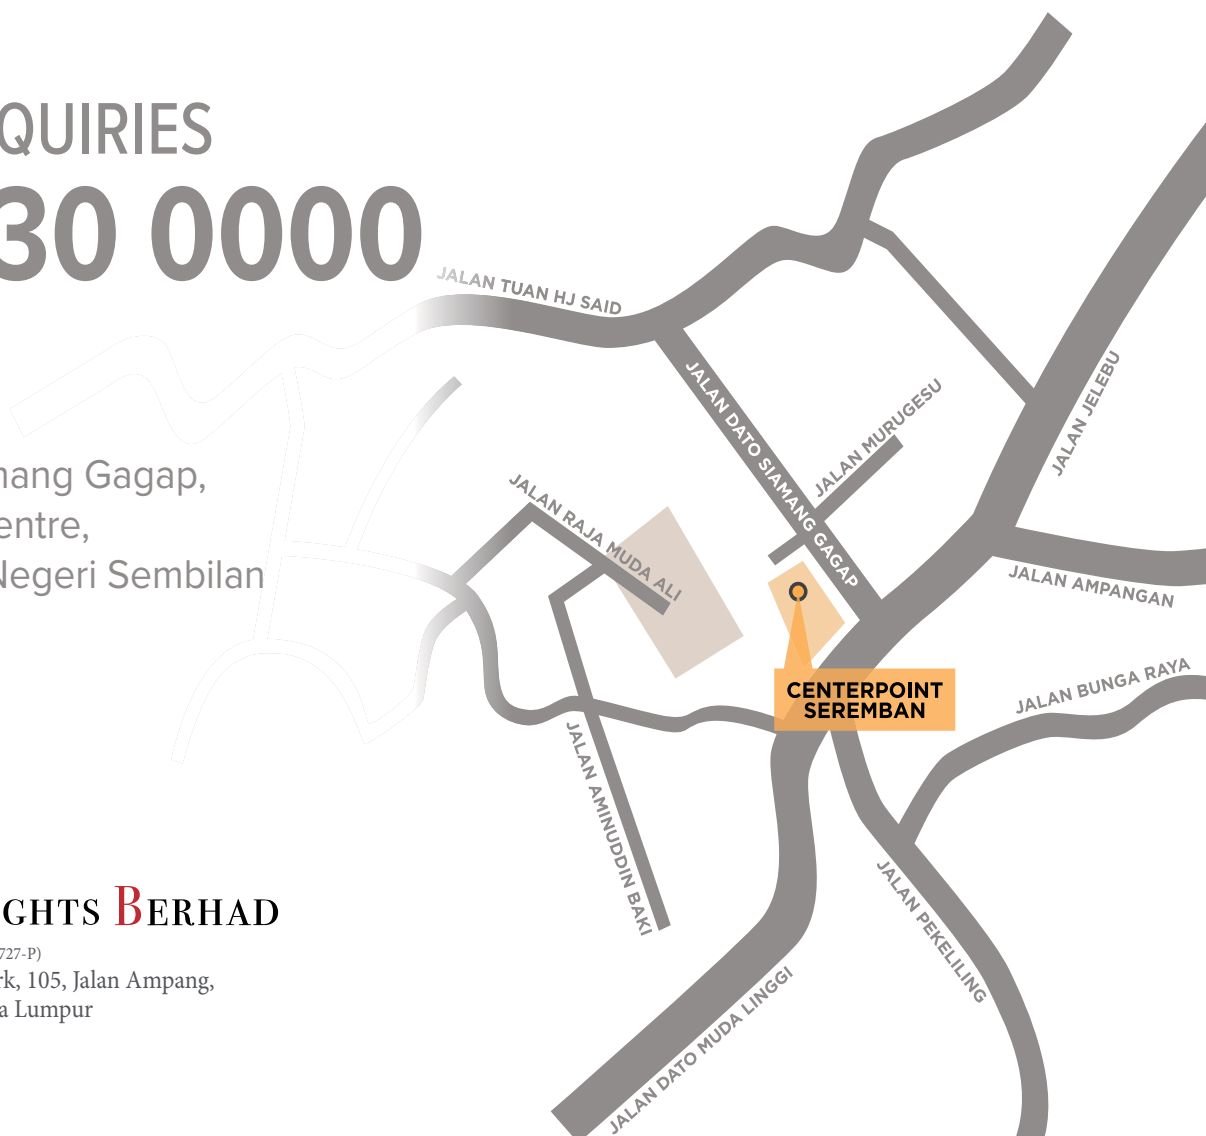 QUIRIES
30 0000
JALAN TUAN HJ SAID
JALAN DATO SIAMANG GAGAP
JALAN MURUGESU
JALAN JELEBU
mang Gagap,
entre,
Negeri Sembilan
JALAN RAJA MUDA ALI
JALAN AMPANGAN
CENTERPOINT
SEREMBAN
JALAN BUNGA RAYA
JALAN AMINUDDIN BAKI
JALAN PEKELILING
JALAN DATO MUDA LINGGI
GHTS BERHAD
727-P)
rk, 105, Jalan Ampang,
a Lumpur